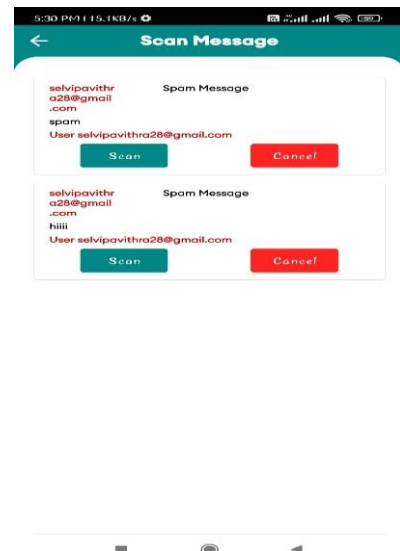 5:30 PM | 15.1KB/s
Scan Message
selvipavithr Spam Message
a28@gmail
.com
spam
User selvipavithra28@gmail.com
Scan Cancel
selvipavithr Spam Message
a28@gmail
.com
hiiii
User selvipavithra28@gmail.com
Scan Cancel